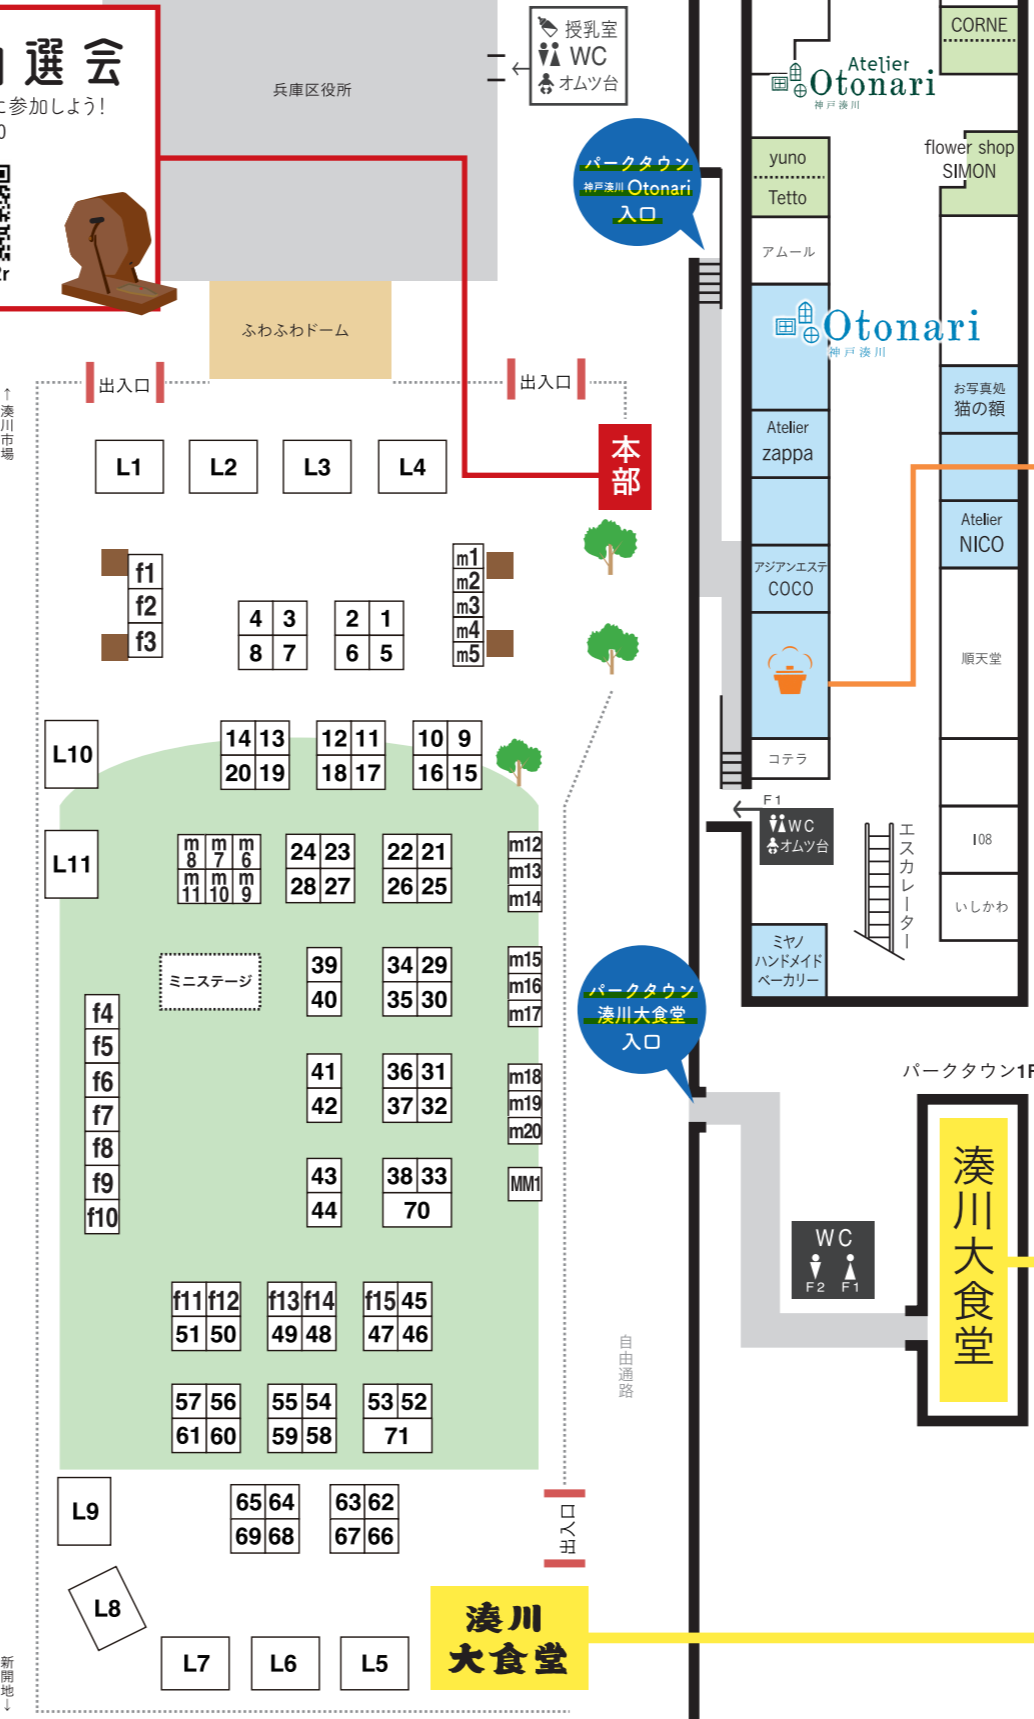 選会
に参加しよう!
兵庫区役所
授乳室
WC
オムツ台
ふわふわドーム
出入口
出入口
↑湊川市場
本部
L1
L2
L3
L4
f1
f2
f3
4 3
8 7
2 1
6 5
m1
m2
m3
m4
m5
L10
14 13
20 19
12 11
18 17
10 9
16 15
L11
m8 m7 m6
m11 m10 m9
24 23
28 27
22 21
26 25
m12
m13
m14
ミニステージ
39
40
34 29
35 30
m15
m16
m17
f4
f5
f6
f7
f8
f9
f10
41
42
36 31
37 32
m18
m19
m20
43
44
38 33
70
MM1
f11 f12
51 50
f13 f14
49 48
f15 45
47 46
57 56
61 60
55 54
59 58
53 52
71
L9
65 64
69 68
63 62
67 66
出入口
L8
L7
L6
L5
湊川
大食堂
新開地↓
自由通路
パークタウン
神戸湊川 Otonari
入口
CORNE
Atelier
Otonari
神戸湊川
yuno
Tetto
flower shop
SIMON
アムール
Otonari
神戸湊川
お写真処
猫の額
Atelier
zappa
Atelier
NICO
アジアンエステ
COCO
順天堂
コテラ
F1
WC
オムツ台
エスカレーター
108
いしかわ
ミヤノ
ハンドメイド
ベーカリー
パークタウン
湊川大食堂
入口
パークタウン1F
湊川大食堂
WC
F2 F1